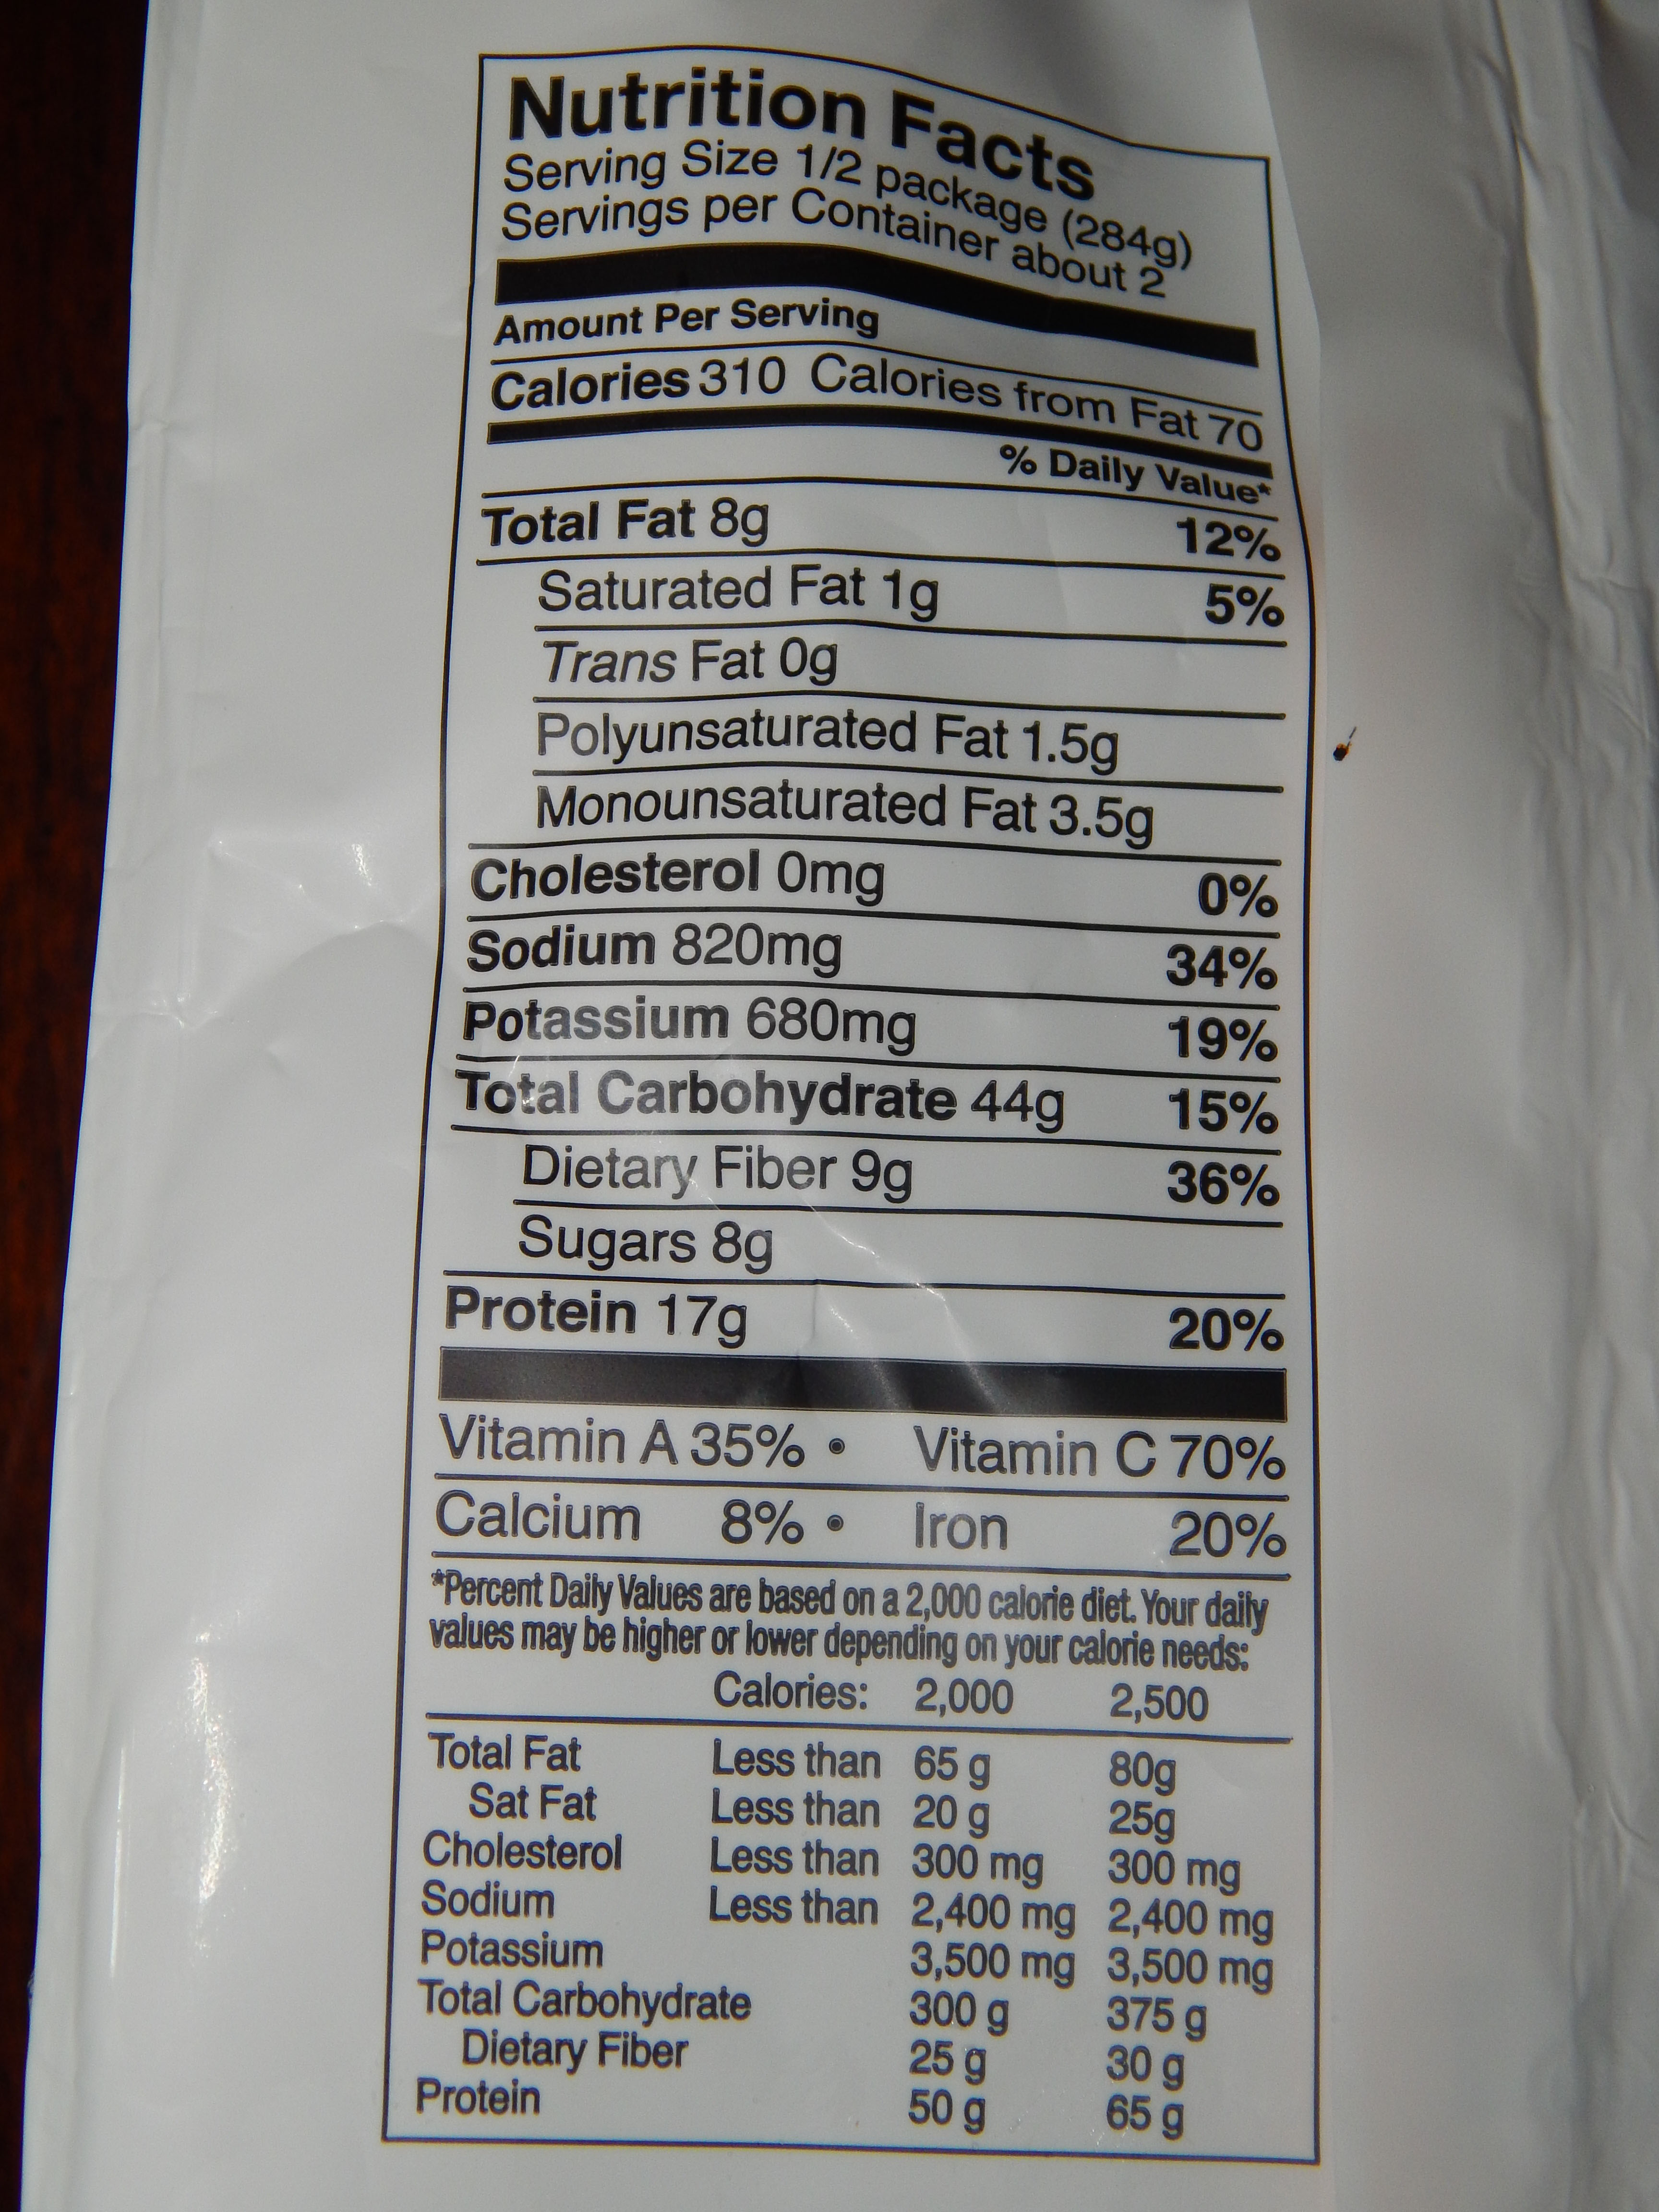 Nutrition Facts
Serving Size 1/2 package (284g)
Servings per Container about 2
Amount Per Serving
Calories 310 Calories from Fat 70
% Daily Value*
Total Fat 8g 12%
Saturated Fat 1g 5%
Trans Fat 0g
Polyunsaturated Fat 1.5g
Monounsaturated Fat 3.5g
Cholesterol 0mg 0%
Sodium 820mg 34%
Potassium 680mg 19%
Total Carbohydrate 44g 15%
Dietary Fiber 9g 36%
Sugars 8g
Protein 17g 20%
Vitamin A 35% • Vitamin C 70%
Calcium 8% • Iron 20%
*Percent Daily Values are based on a 2,000 calorie diet. Your daily
values may be higher or lower depending on your calorie needs:
Calories: 2,000 2,500
Total Fat Less than 65 g 80g
Sat Fat Less than 20 g 25g
Cholesterol Less than 300 mg 300 mg
Sodium Less than 2,400 mg 2,400 mg
Potassium 3,500 mg 3,500 mg
Total Carbohydrate 300 g 375 g
Dietary Fiber 25 g 30 g
Protein 50 g 65 g